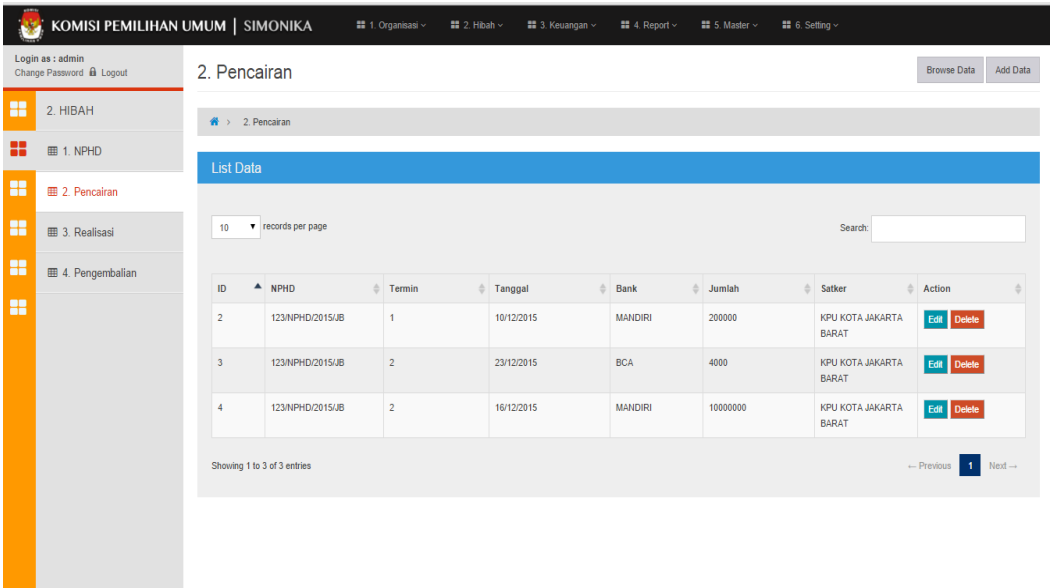 KOMISI PEMILIHAN UMUM | SIMONIKA
1. Organisasi
2. Hibah
3. Keuangan
4. Report
5. Master
6. Setting
Login as : admin
Change Password Logout
2. HIBAH
1. NPHD
2. Pencairan
3. Realisasi
4. Pengembalian
2. Pencairan
Browse Data Add Data
> 2. Pencairan
List Data
10 records per page
Search:
ID NPHD Termin Tanggal Bank Jumlah Satker Action
2 123/NPHD/2015/JB 1 10/12/2015 MANDIRI 200000 KPU KOTA JAKARTA BARAT Edit Delete
3 123/NPHD/2015/JB 2 23/12/2015 BCA 4000 KPU KOTA JAKARTA BARAT Edit Delete
4 123/NPHD/2015/JB 2 16/12/2015 MANDIRI 10000000 KPU KOTA JAKARTA BARAT Edit Delete
Showing 1 to 3 of 3 entries
← Previous 1 Next →